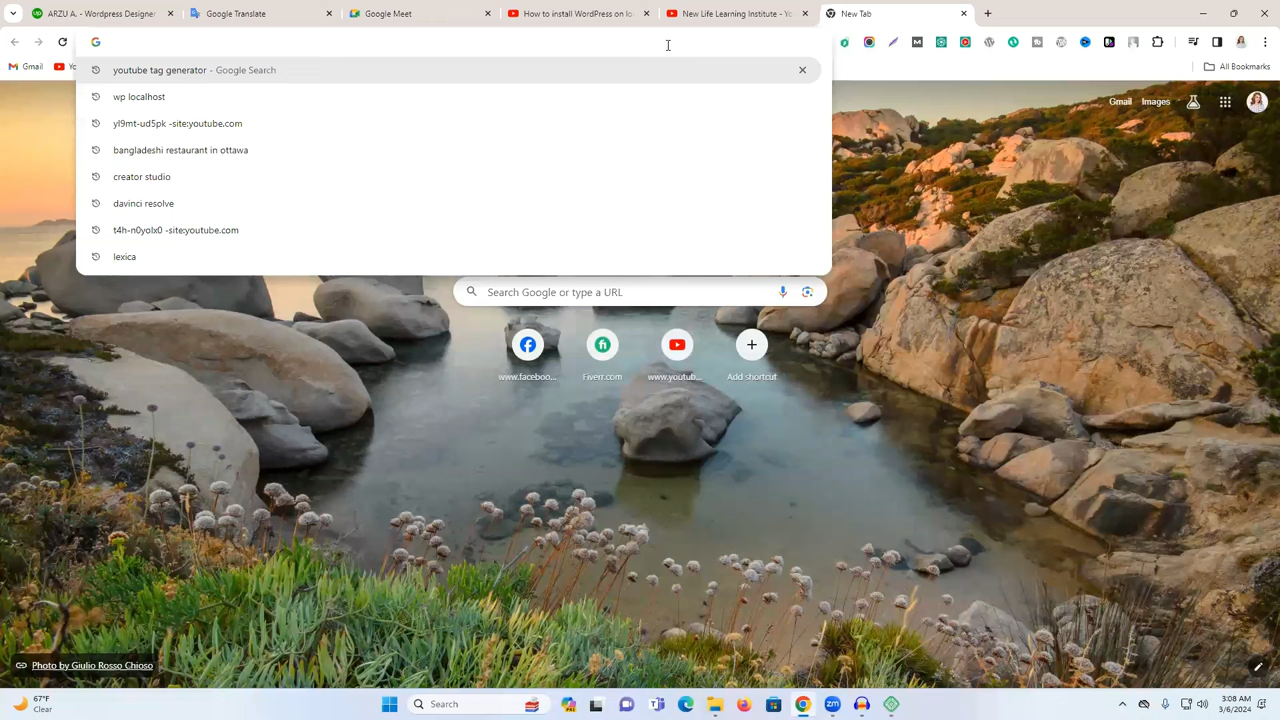 ARZU A. - Wordpress Designer
Google Translate
Google Meet
How to install WordPress on lo
New Life Learning Institute - Yo
New Tab
Gmail
Yo
All Bookmarks
youtube tag generator - Google Search
wp localhost
yl9mt-ud5pk -site:youtube.com
bangladeshi restaurant in ottawa
creator studio
davinci resolve
t4h-n0yolx0 -site:youtube.com
lexica
Gmail
Images
Search Google or type a URL
www.faceboo...
Fiverr.com
www.youtub...
Add shortcut
Photo by Giulio Rosso Chioso
67°F
Clear
Search
3:08 AM
3/6/2024